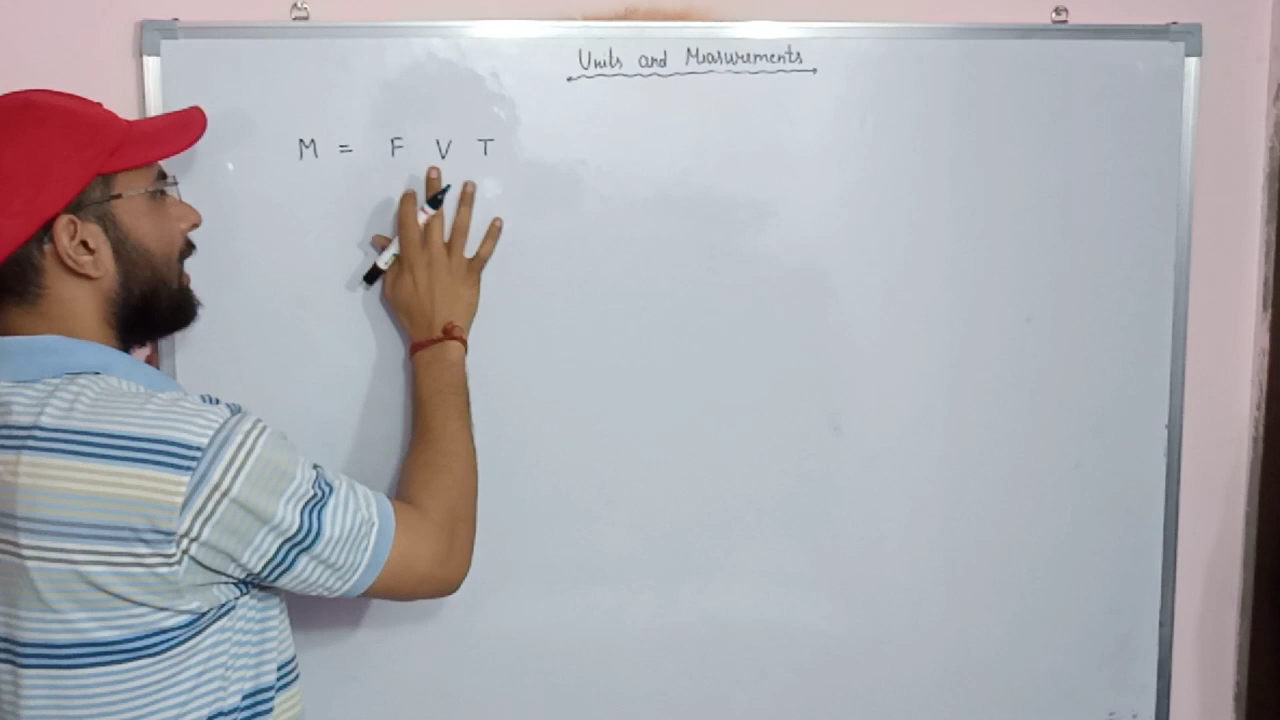 Units and Measurements
M = F V T